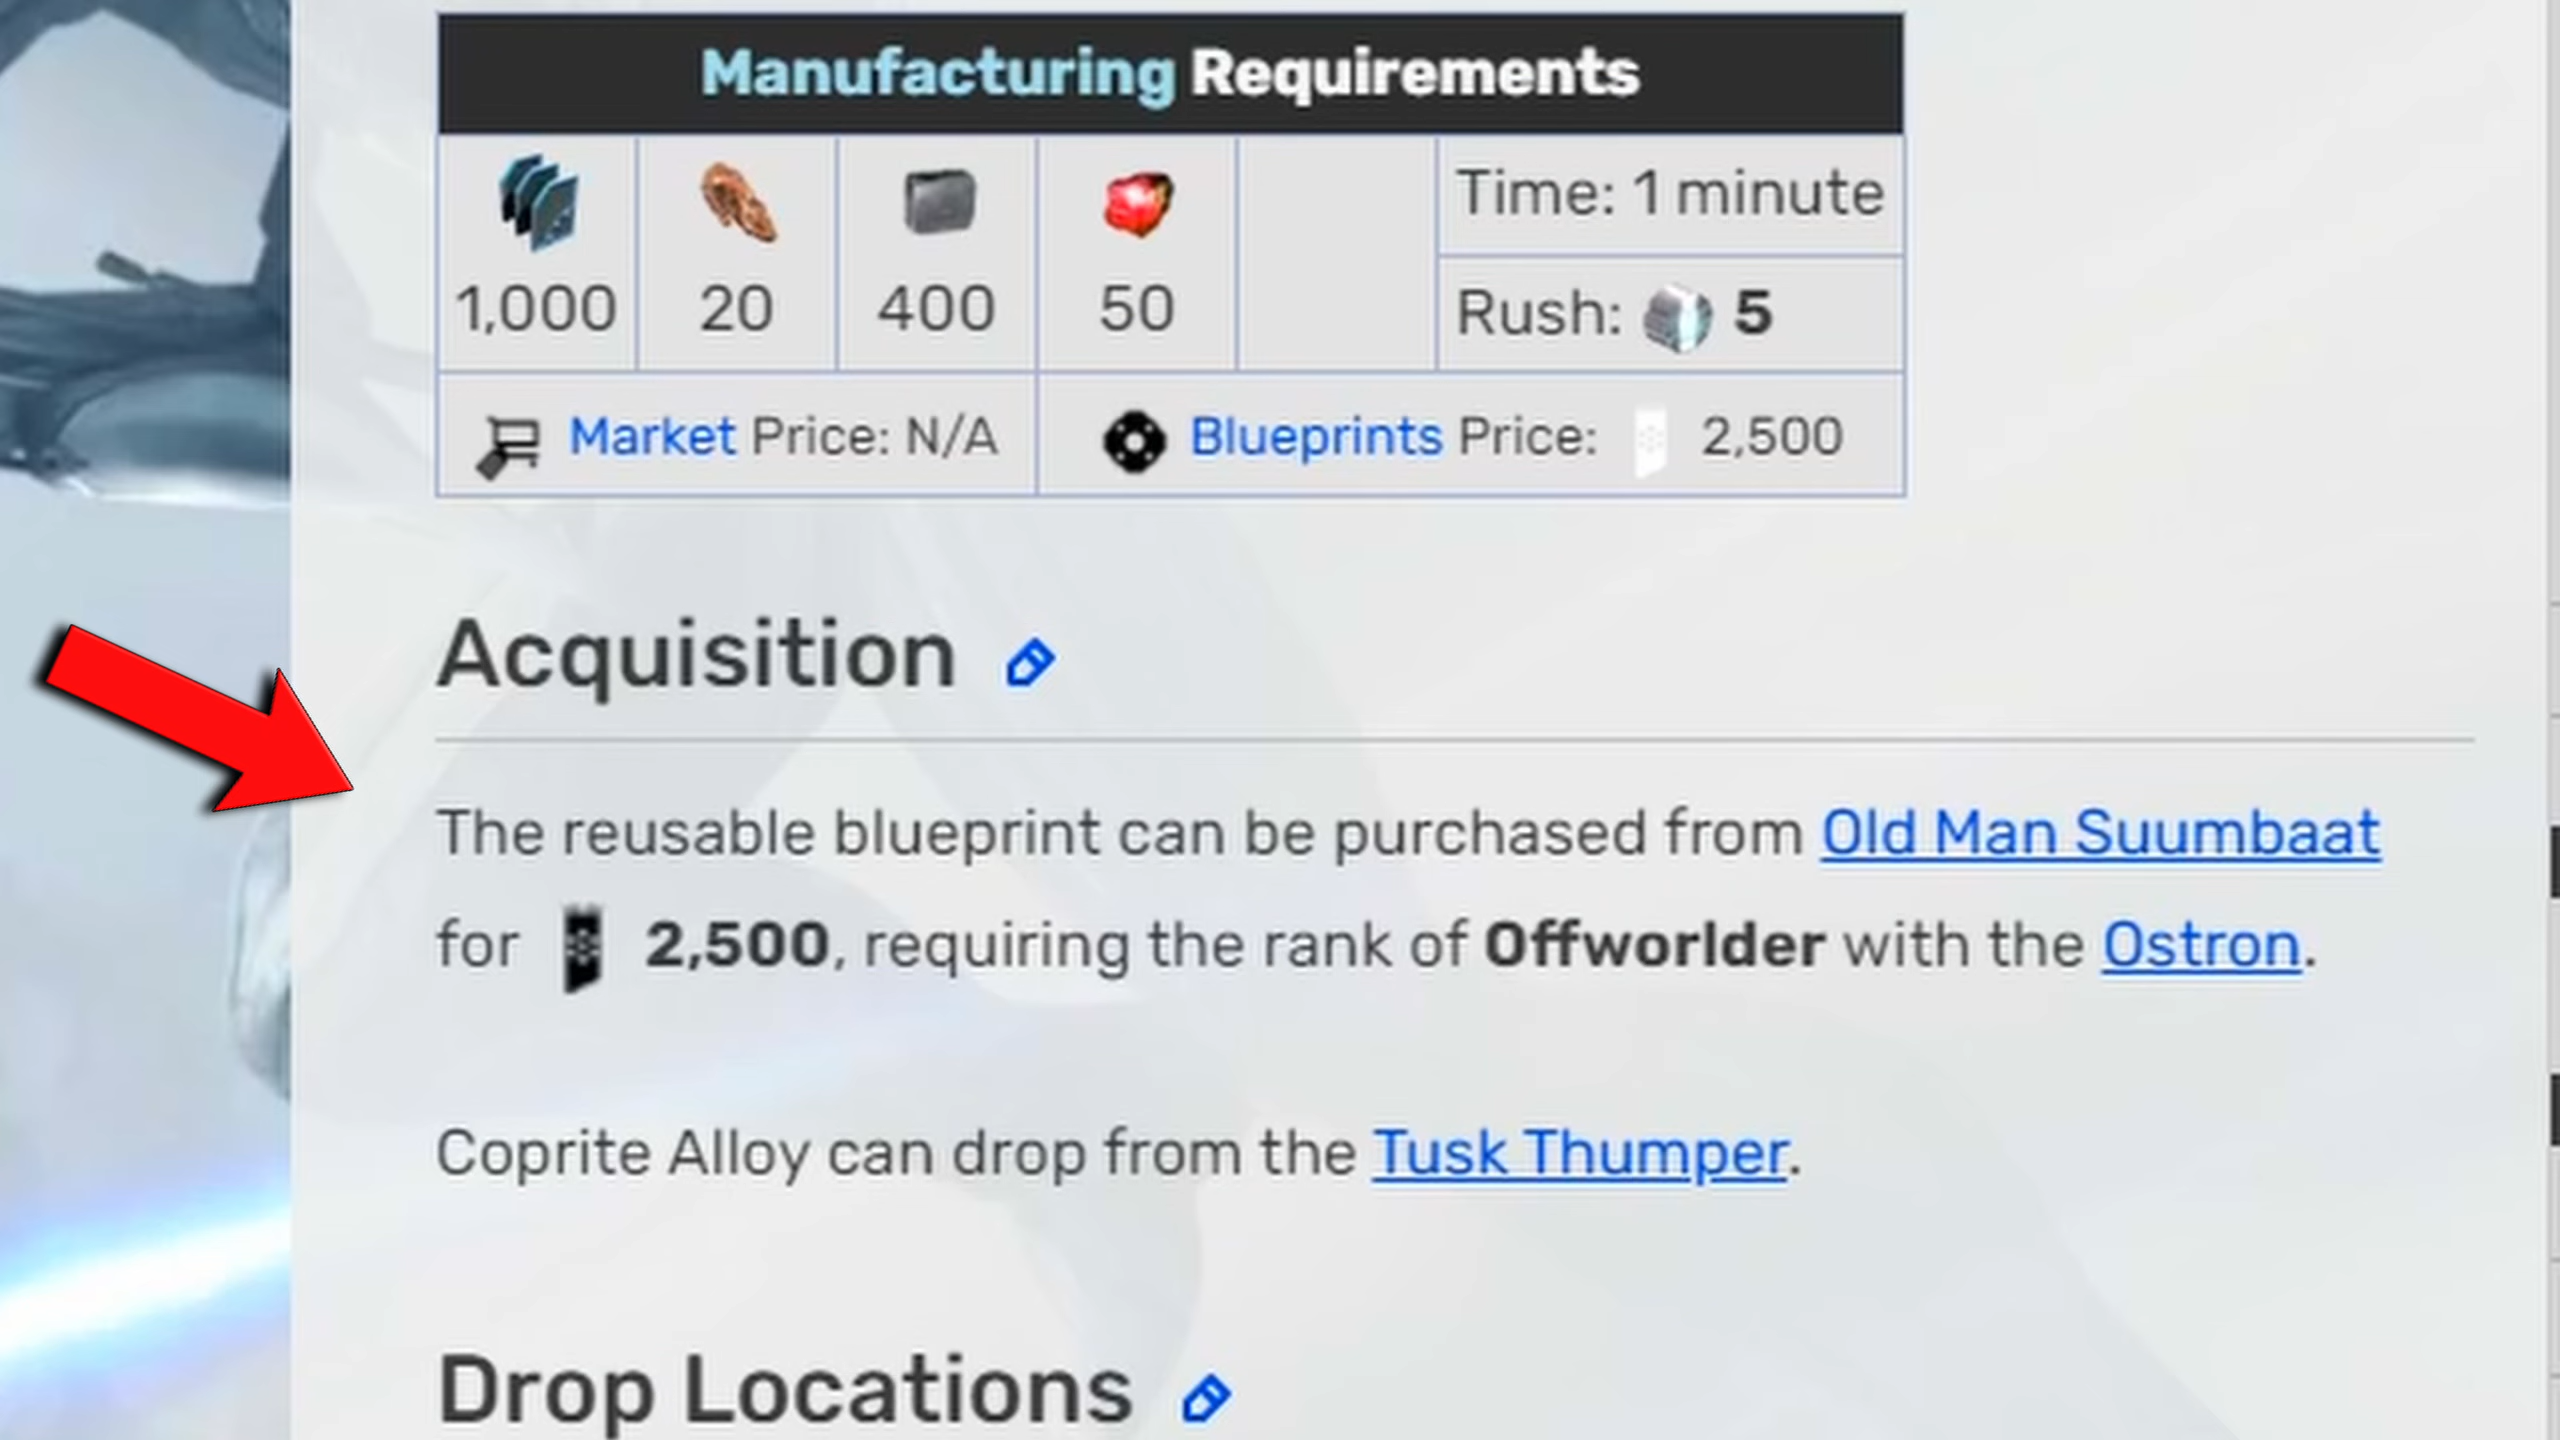 Manufacturing Requirements
1,000 20 400 50
Time: 1 minute
Rush: 5
Market Price: N/A
Blueprints Price: 2,500
Acquisition
The reusable blueprint can be purchased from Old Man Suumbaat
for 2,500, requiring the rank of Offworlder with the Ostron.
Coprite Alloy can drop from the Tusk Thumper.
Drop Locations